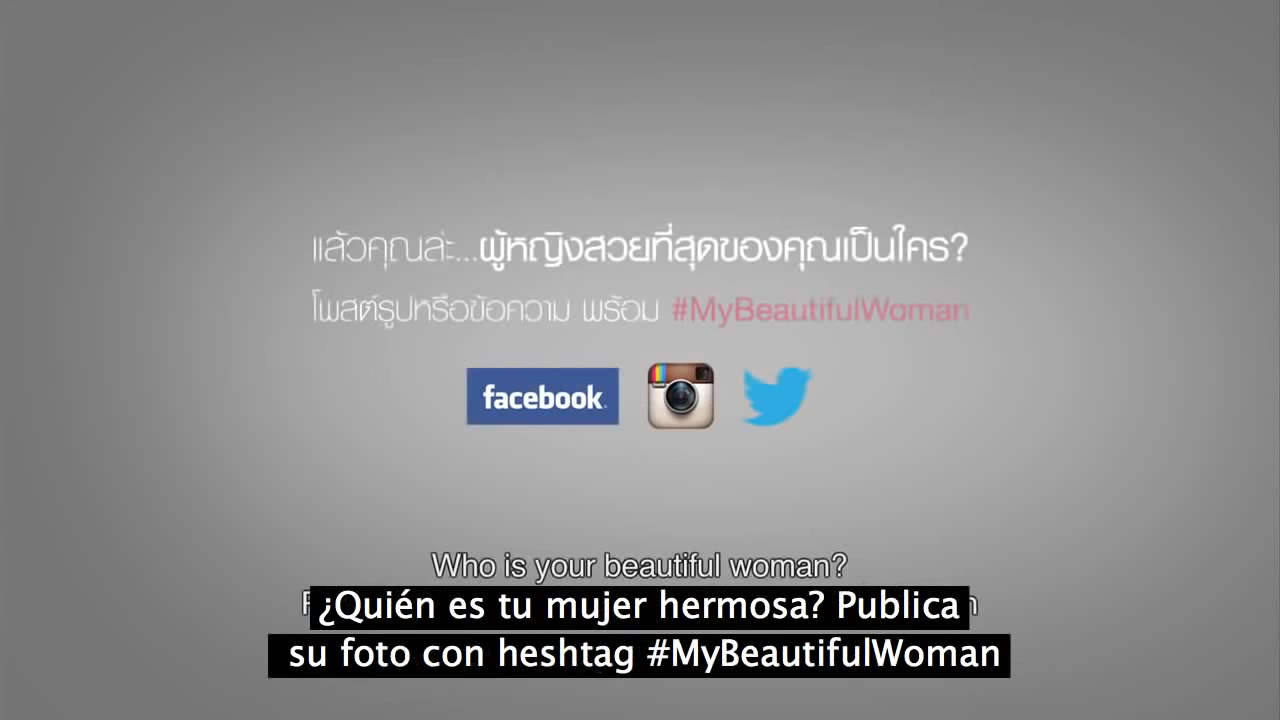 แล้วคุณล่ะ...ผู้หญิงสวยที่สุดของคุณเป็นใคร?
โพสต์รูปหรือข้อความ พร้อม #MyBeautifulWoman
facebook
Who is your beautiful woman?
¿Quién es tu mujer hermosa? Publica
su foto con heshtag #MyBeautifulWoman